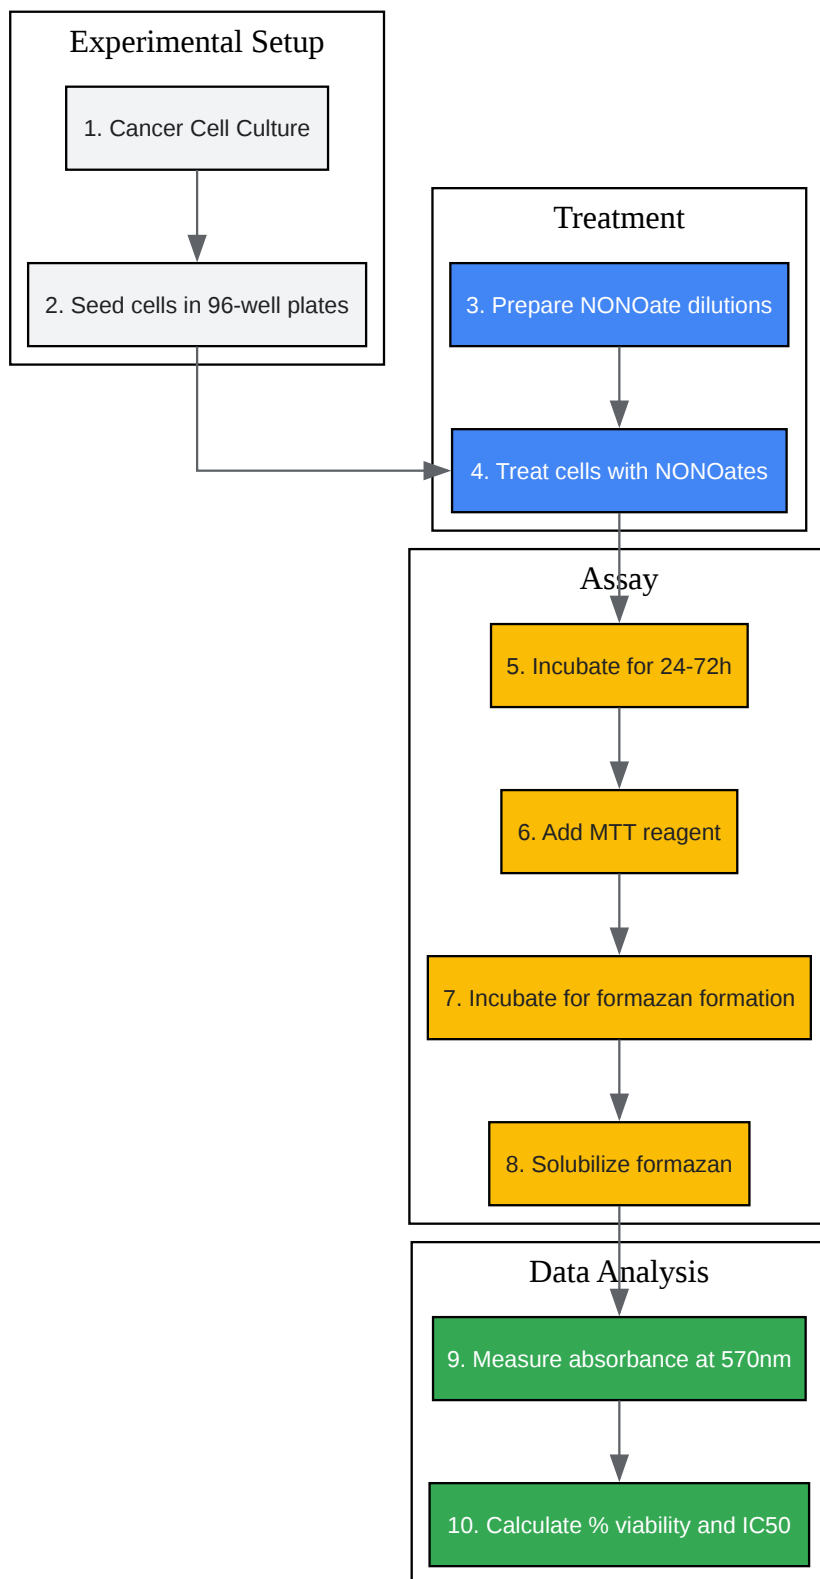 Experimental Setup
1. Cancer Cell Culture
2. Seed cells in 96-well plates
Treatment
3. Prepare NONOate dilutions
4. Treat cells with NONOates
Assay
5. Incubate for 24-72h
6. Add MTT reagent
7. Incubate for formazan formation
8. Solubilize formazan
Data Analysis
9. Measure absorbance at 570nm
10. Calculate % viability and IC50